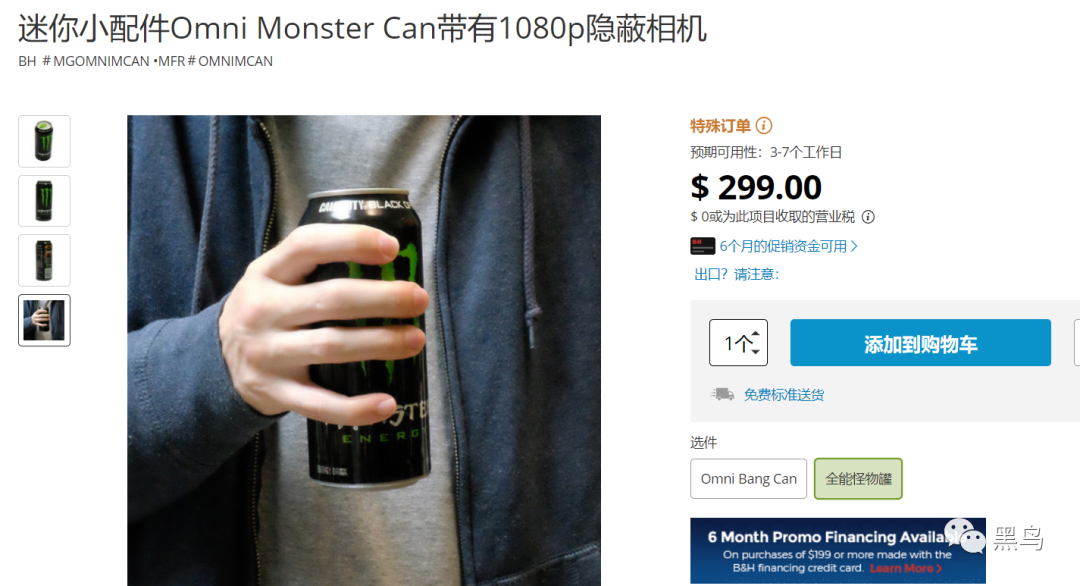 迷你小配件Omni Monster Can带有1080p隐蔽相机
BH #MGOMNIMCAN •MFR#OMNIMCAN
特殊订单
预期可用性：3-7个工作日
$ 299.00
$ 0或为此项目收取的营业税
6个月的促销资金可用 >
出口？请注意:
1个
添加到购物车
免费标准送货
选件
Omni Bang Can
全能怪物罐
6 Month Promo Financing Availabl
On purchases of $199 or more made with the
B&H financing credit card. Learn More >
黑鸟
ENERGY